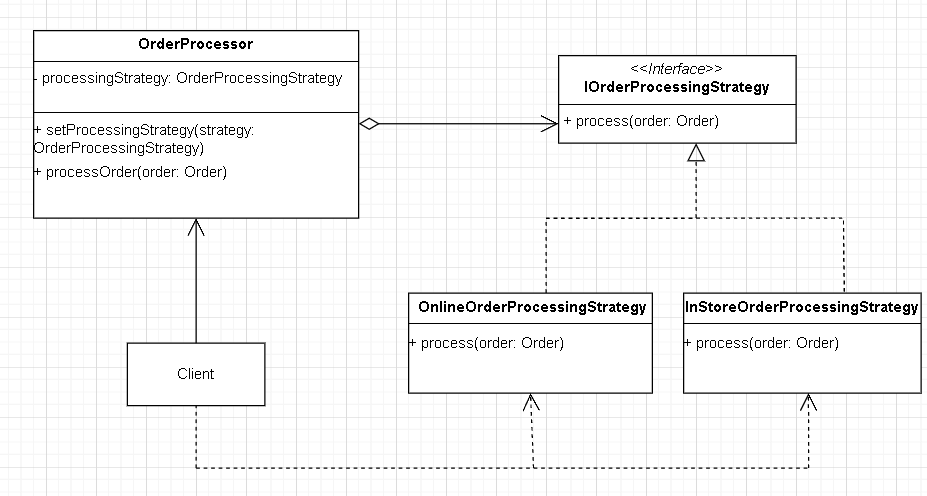 OrderProcessor
- processingStrategy: OrderProcessingStrategy
+ setProcessingStrategy(strategy:
OrderProcessingStrategy)
+ processOrder(order: Order)
<<Interface>>
IOrderProcessingStrategy
+ process(order: Order)
OnlineOrderProcessingStrategy
+ process(order: Order)
InStoreOrderProcessingStrategy
+ process(order: Order)
Client